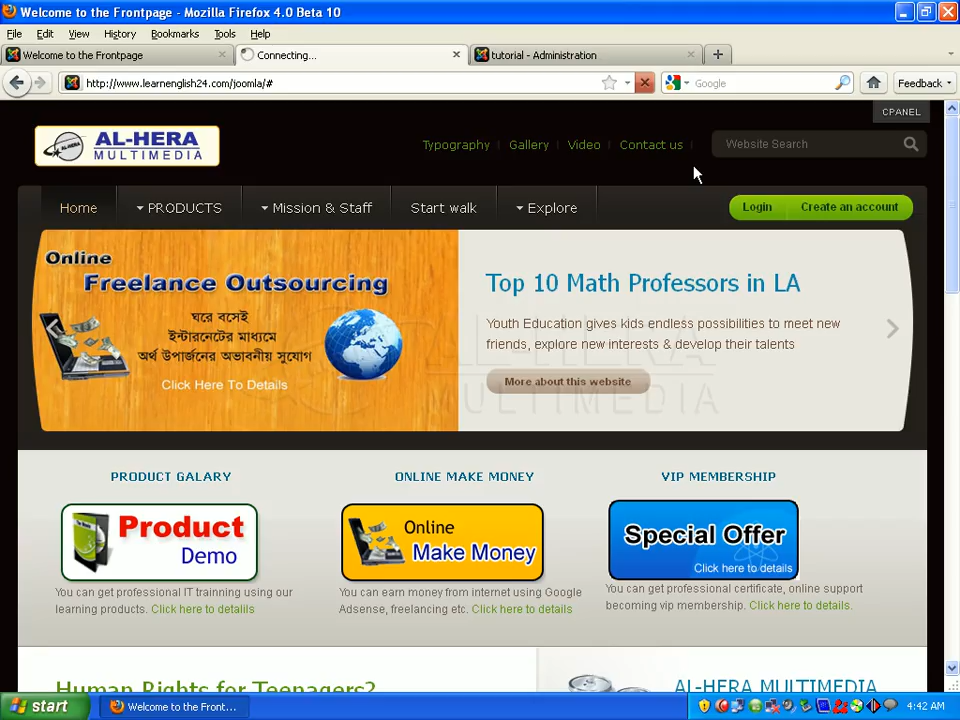 Welcome to the Frontpage - Mozilla Firefox 4.0 Beta 10
File Edit View History Bookmarks Tools Help
Welcome to the Frontpage
Connecting...
tutorial - Administration
http://www.learnenglish24.com/joomla/#
Google
Feedback
CPANEL
AL-HERA
MULTIMEDIA
Typography Gallery Video Contact us
Website Search
Home PRODUCTS Mission & Staff Start walk Explore
Login Create an account
Online
Freelance Outsourcing
ঘরে বসেই
ইন্টারনেটের মাধ্যমে
অর্থ উপার্জনের অভাবনীয় সুযোগ
Click Here To Details
Top 10 Math Professors in LA
Youth Education gives kids endless possibilities to meet new
friends, explore new interests & develop their talents
More about this website
AL-HERA
MULTIMEDIA
PRODUCT GALARY
Product
Demo
You can get professional IT trainning using our
learning products. Click here to detailils
ONLINE MAKE MONEY
Online
Make Money
You can earn money from internet using Google
Adsense, freelancing etc. Click here to details
VIP MEMBERSHIP
Special Offer
Click here to details
You can get professional certificate, online support
becoming vip membership. Click here to details.
Human Rights for Teenagers?
AL-HERA MULTIMEDIA
start
Welcome to the Front...
4:42 AM